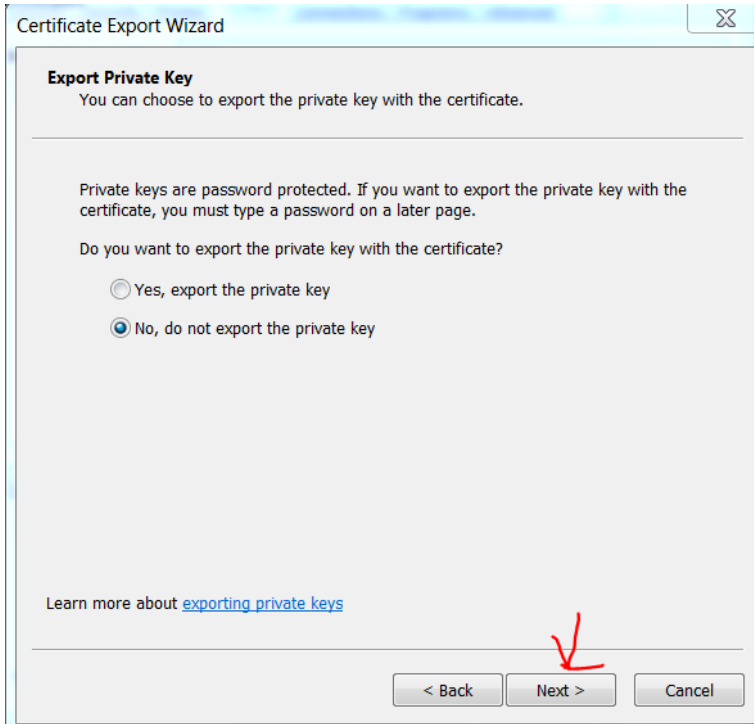 Certificate Export Wizard
Export Private Key
You can choose to export the private key with the certificate.
Private keys are password protected. If you want to export the private key with the
certificate, you must type a password on a later page.
Do you want to export the private key with the certificate?
Yes, export the private key
No, do not export the private key
Learn more about exporting private keys
< Back Next > Cancel